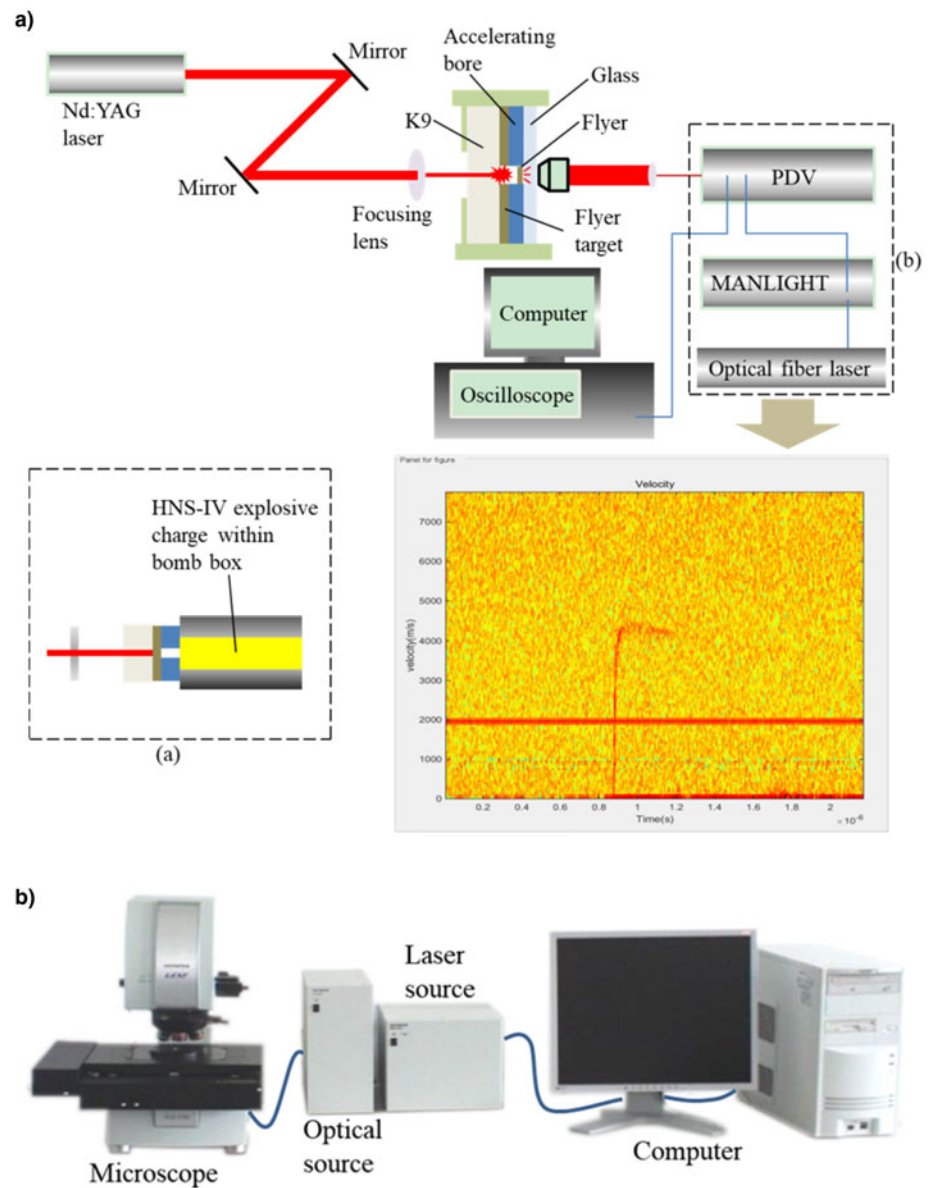 a)
Nd:YAG
laser
Mirror
Mirror
Focusing
lens
K9
Accelerating
bore
Glass
Flyer
Flyer
target
PDV
MANLIGHT
Optical fiber laser
(b)
Computer
Oscilloscope
HNS-IV explosive
charge within
bomb box
(a)
Panel for figure
Velocity
velocity(m/s)
7000
6000
5000
4000
3000
2000
1000
0
0.2
0.4
0.6
0.8
1
1.2
1.4
1.6
1.8
2
Time(s)
×10⁻⁶
b)
Microscope
Optical
source
Laser
source
Computer